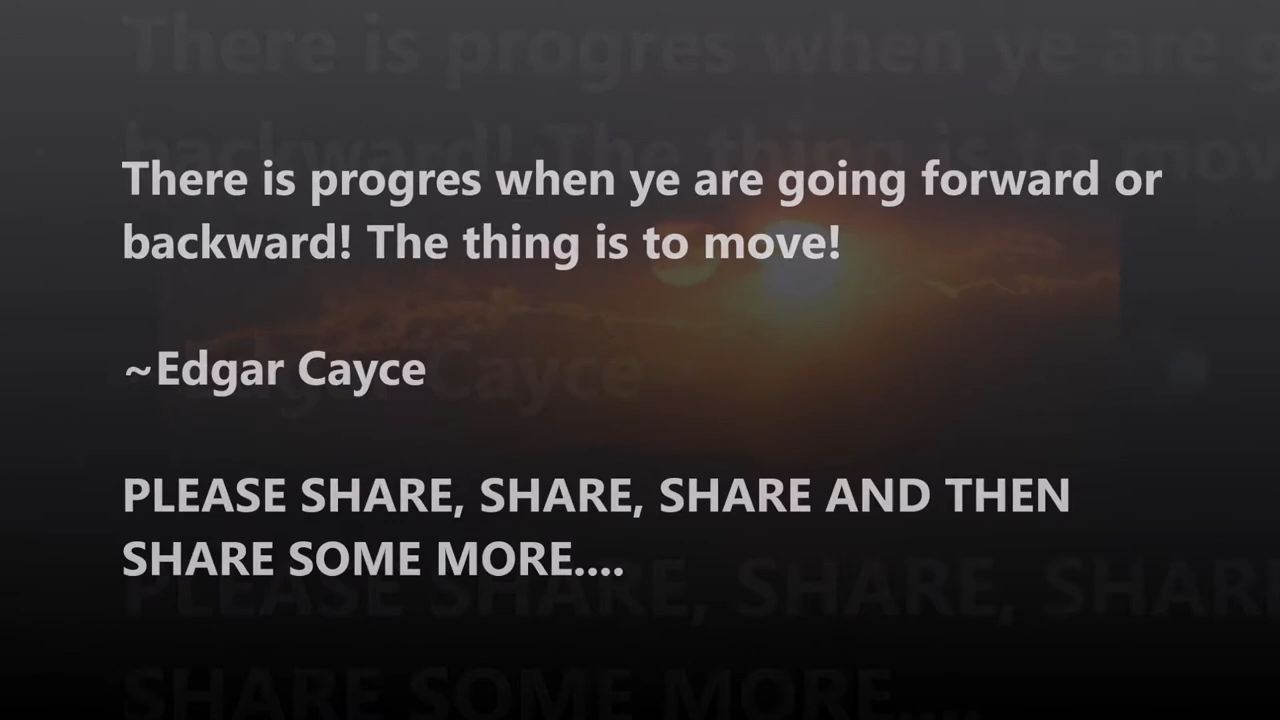 There is progres when ye are going forward or
backward! The thing is to move!
~Edgar Cayce
PLEASE SHARE, SHARE, SHARE AND THEN
SHARE SOME MORE....